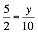 5/2 = y/10